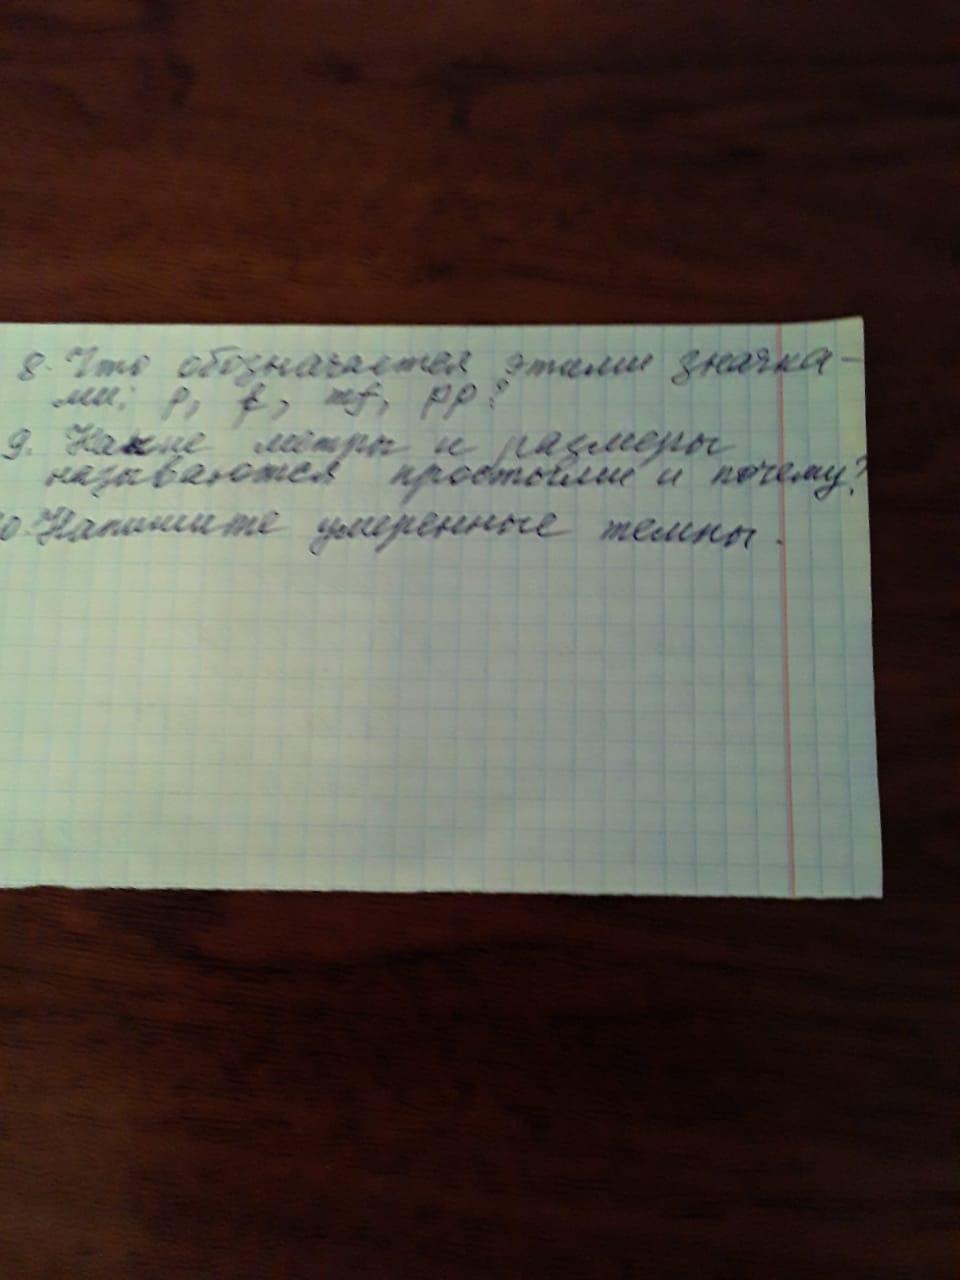 8. Что обозначается этими значка-
ми: p, f, mf, pp?
9. Какие метры и размеры
называются простыми и почему?
10. Напишите умеренные темпы.